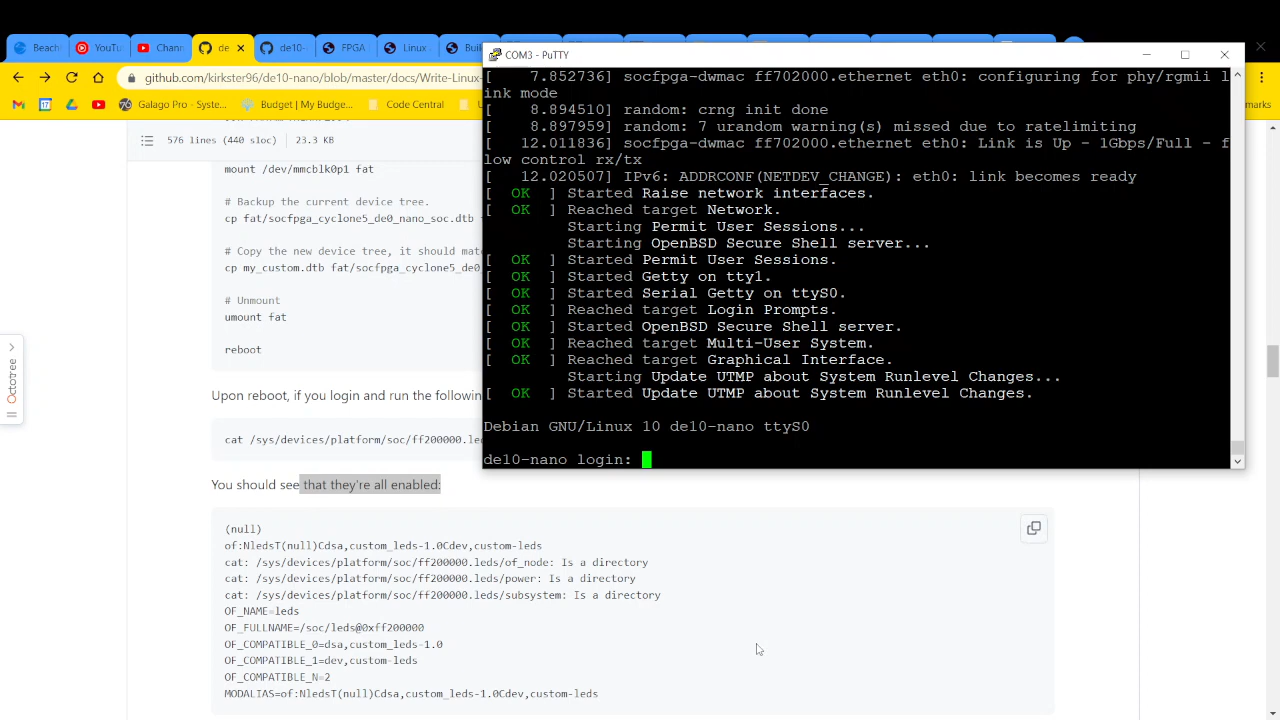 Beach
YouTu
Chann
de
de10-
FPGA
Linux
Buil
github.com/kirkster96/de10-nano/blob/master/docs/Write-Linux-
Galago Pro - Syste...
Budget | My Budge...
Code Central
576 lines (440 sloc)
23.3 KB
mount /dev/mmcblk0p1 fat
# Backup the current device tree.
cp fat/socfpga_cyclone5_de0_nano_soc.dtb
# Copy the new device tree, it should mat
cp my_custom.dtb fat/socfpga_cyclone5_de0
# Unmount
umount fat
reboot
Octotree
Upon reboot, if you login and run the following
cat /sys/devices/platform/soc/ff200000.led
You should see that they're all enabled:
(null)
of:NledsT(null)Cdsa,custom_leds-1.0Cdev,custom-leds
cat: /sys/devices/platform/soc/ff200000.leds/of_node: Is a directory
cat: /sys/devices/platform/soc/ff200000.leds/power: Is a directory
cat: /sys/devices/platform/soc/ff200000.leds/subsystem: Is a directory
OF_NAME=leds
OF_FULLNAME=/soc/leds@0xff200000
OF_COMPATIBLE_0=dsa,custom_leds-1.0
OF_COMPATIBLE_1=dev,custom-leds
OF_COMPATIBLE_N=2
MODALIAS=of:NledsT(null)Cdsa,custom_leds-1.0Cdev,custom-leds
COM3 - PuTTY
[    7.852736] socfpga-dwmac ff702000.ethernet eth0: configuring for phy/rgmii l
ink mode
[    8.894510] random: crng init done
[    8.897959] random: 7 urandom warning(s) missed due to ratelimiting
[   12.011836] socfpga-dwmac ff702000.ethernet eth0: Link is Up - 1Gbps/Full - f
low control rx/tx
[   12.020507] IPv6: ADDRCONF(NETDEV_CHANGE): eth0: link becomes ready
[  OK  ] Started Raise network interfaces.
[  OK  ] Reached target Network.
Starting Permit User Sessions...
Starting OpenBSD Secure Shell server...
[  OK  ] Started Permit User Sessions.
[  OK  ] Started Getty on tty1.
[  OK  ] Started Serial Getty on ttyS0.
[  OK  ] Reached target Login Prompts.
[  OK  ] Started OpenBSD Secure Shell server.
[  OK  ] Reached target Multi-User System.
[  OK  ] Reached target Graphical Interface.
Starting Update UTMP about System Runlevel Changes...
[  OK  ] Started Update UTMP about System Runlevel Changes.
Debian GNU/Linux 10 de10-nano ttyS0
de10-nano login: